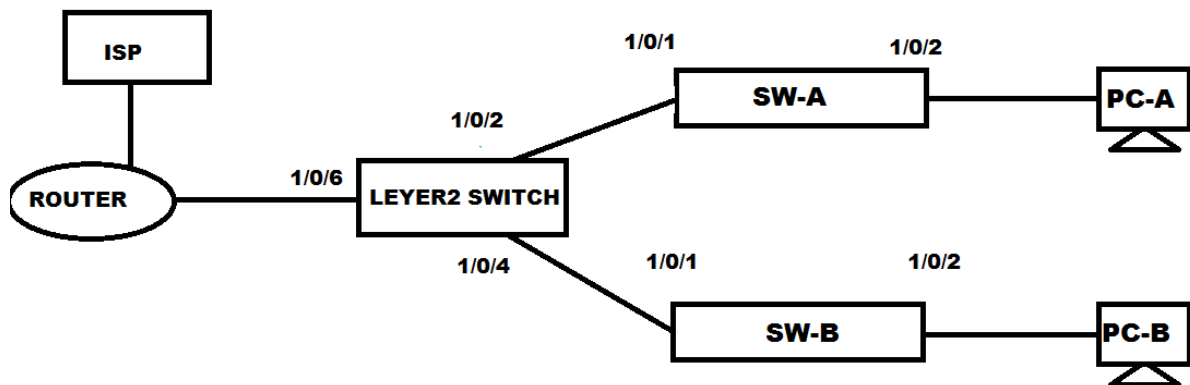 ISP
1/0/1
1/0/2
SW-A
PC-A
1/0/2
1/0/6
ROUTER
LEYER2 SWITCH
1/0/4
1/0/1
1/0/2
SW-B
PC-B